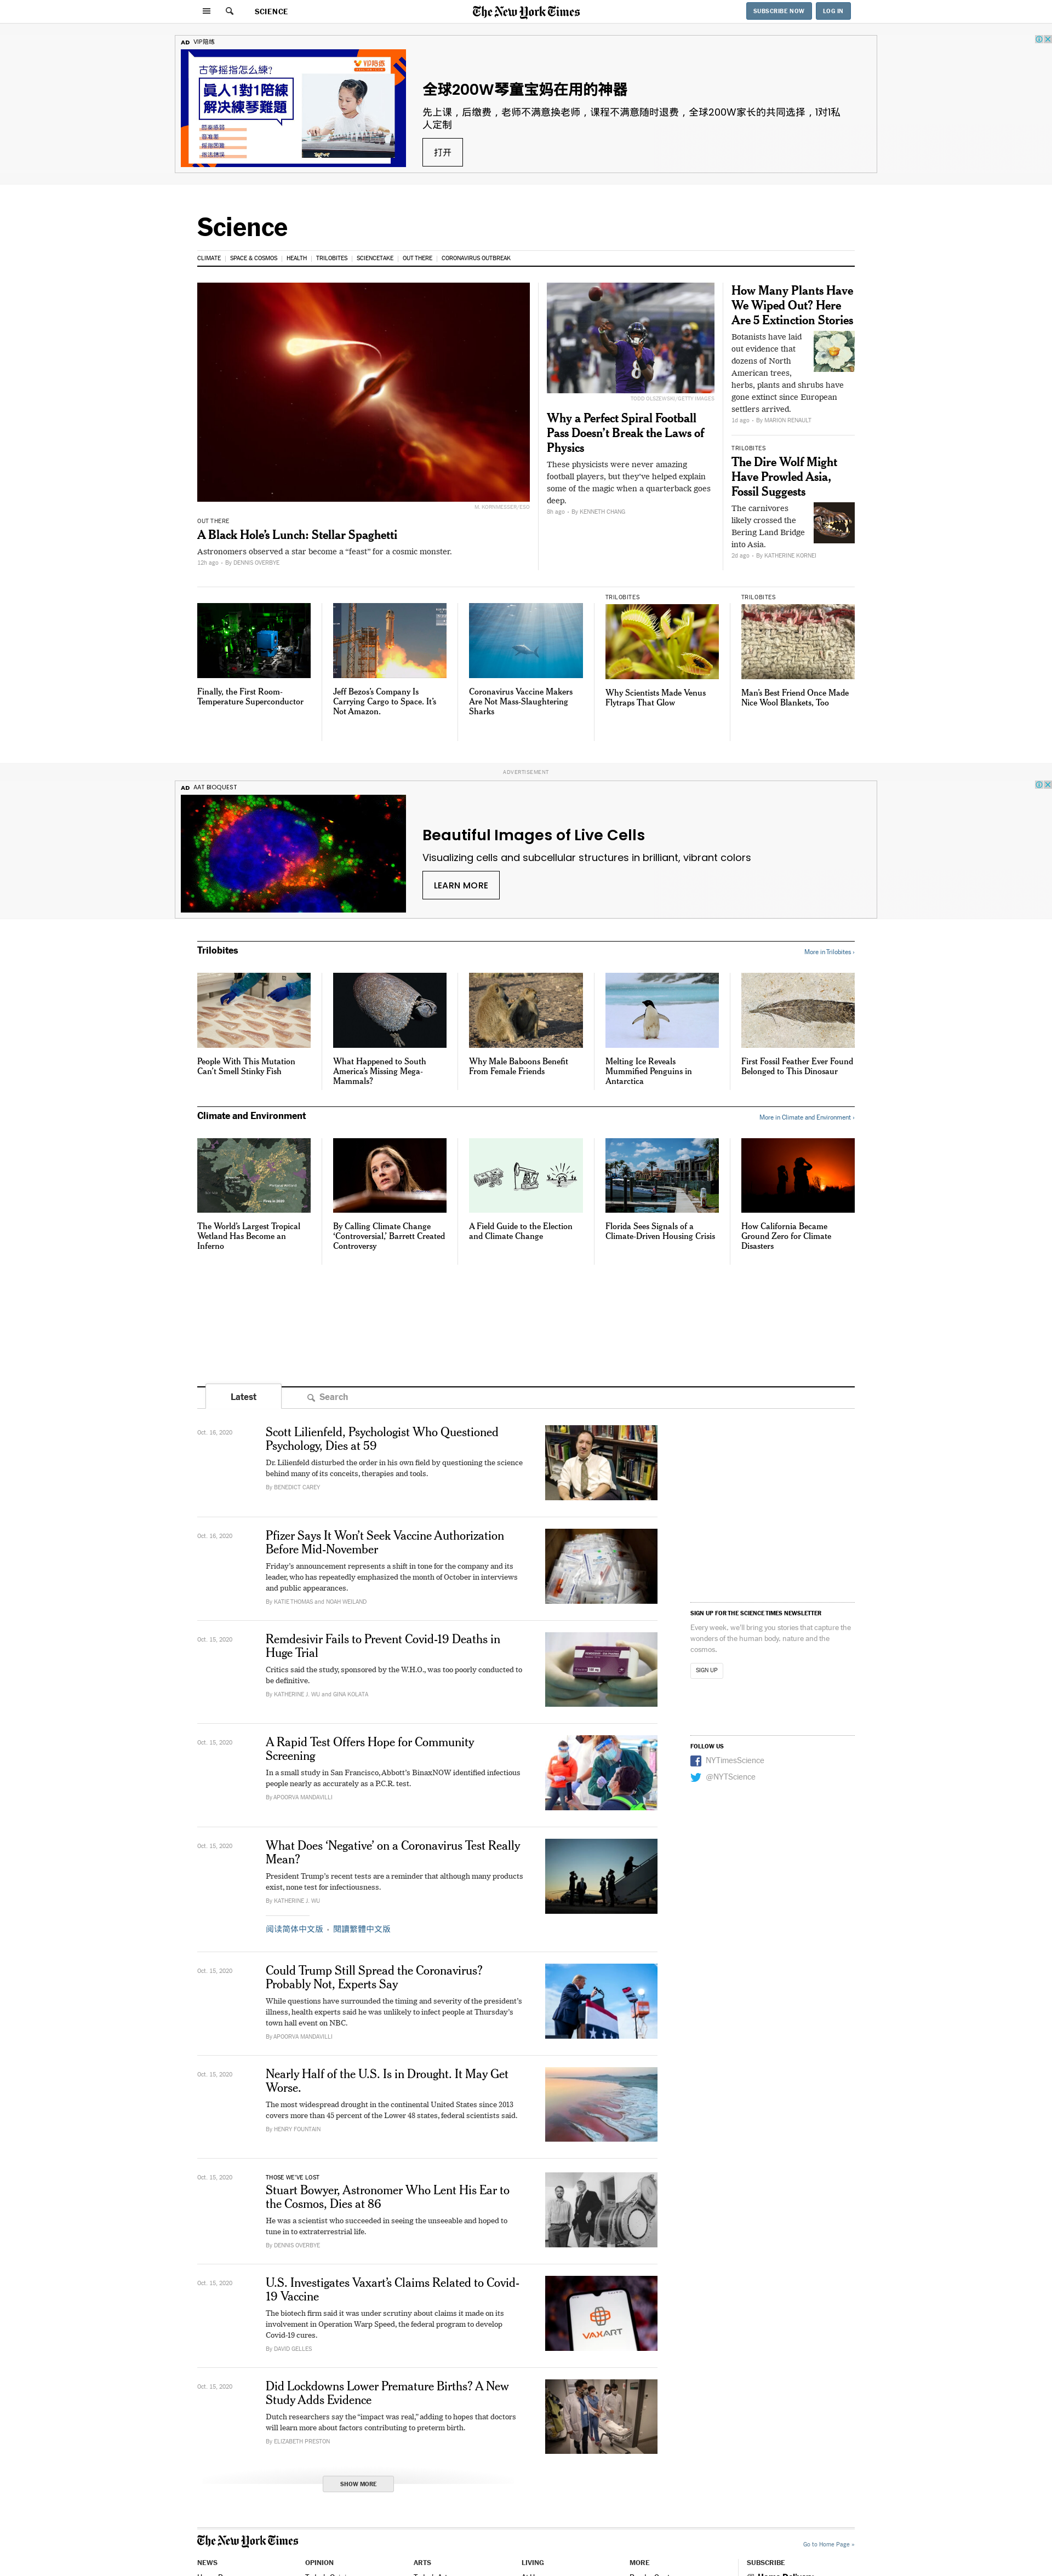 SCIENCE
The New York Times
SUBSCRIBE NOW
LOG IN
AD VIP陪练
VIP陪练
古箏摇指怎么練?
眞人1對1陪練
解决練琴難題
全球200W琴童宝妈在用的神器
先上课，后缴费，老师不满意换老师，课程不满意随时退费，全球200W家长的共同选择，1对1私
人定制
打开
Science
CLIMATE | SPACE & COSMOS | HEALTH | TRILOBITES | SCIENCETAKE | OUT THERE | CORONAVIRUS OUTBREAK
M. KORNMESSER/ESO
OUT THERE
A Black Hole’s Lunch: Stellar Spaghetti
Astronomers observed a star become a “feast” for a cosmic monster.
12h ago - By DENNIS OVERBYE
TODD OLSZEWSKI/GETTY IMAGES
Why a Perfect Spiral Football
Pass Doesn’t Break the Laws of
Physics
These physicists were never amazing
football players, but they’ve helped explain
some of the magic when a quarterback goes
deep.
8h ago - By KENNETH CHANG
How Many Plants Have
We Wiped Out? Here
Are 5 Extinction Stories
Botanists have laid
out evidence that
dozens of North
American trees,
herbs, plants and shrubs have
gone extinct since European
settlers arrived.
1d ago - By MARION RENAULT
TRILOBITES
The Dire Wolf Might
Have Prowled Asia,
Fossil Suggests
The carnivores
likely crossed the
Bering Land Bridge
into Asia.
2d ago - By KATHERINE KORNEI
Finally, the First Room-
Temperature Superconductor
Jeff Bezos’s Company Is
Carrying Cargo to Space. It’s
Not Amazon.
Coronavirus Vaccine Makers
Are Not Mass-Slaughtering
Sharks
TRILOBITES
Why Scientists Made Venus
Flytraps That Glow
TRILOBITES
Man’s Best Friend Once Made
Nice Wool Blankets, Too
ADVERTISEMENT
AD AAT BIOQUEST
Beautiful Images of Live Cells
Visualizing cells and subcellular structures in brilliant, vibrant colors
LEARN MORE
Trilobites
More in Trilobites ›
People With This Mutation
Can’t Smell Stinky Fish
What Happened to South
America’s Missing Mega-
Mammals?
Why Male Baboons Benefit
From Female Friends
Melting Ice Reveals
Mummified Penguins in
Antarctica
First Fossil Feather Ever Found
Belonged to This Dinosaur
Climate and Environment
More in Climate and Environment ›
The World’s Largest Tropical
Wetland Has Become an
Inferno
By Calling Climate Change
‘Controversial,’ Barrett Created
Controversy
A Field Guide to the Election
and Climate Change
Florida Sees Signals of a
Climate-Driven Housing Crisis
How California Became
Ground Zero for Climate
Disasters
Latest
Search
Oct. 16, 2020
Scott Lilienfeld, Psychologist Who Questioned
Psychology, Dies at 59
Dr. Lilienfeld disturbed the order in his own field by questioning the science
behind many of its conceits, therapies and tools.
By BENEDICT CAREY
Oct. 16, 2020
Pfizer Says It Won’t Seek Vaccine Authorization
Before Mid-November
Friday’s announcement represents a shift in tone for the company and its
leader, who has repeatedly emphasized the month of October in interviews
and public appearances.
By KATIE THOMAS and NOAH WEILAND
Oct. 15, 2020
Remdesivir Fails to Prevent Covid-19 Deaths in
Huge Trial
Critics said the study, sponsored by the W.H.O., was too poorly conducted to
be definitive.
By KATHERINE J. WU and GINA KOLATA
Oct. 15, 2020
A Rapid Test Offers Hope for Community
Screening
In a small study in San Francisco, Abbott’s BinaxNOW identified infectious
people nearly as accurately as a P.C.R. test.
By APOORVA MANDAVILLI
Oct. 15, 2020
What Does ‘Negative’ on a Coronavirus Test Really
Mean?
President Trump’s recent tests are a reminder that although many products
exist, none test for infectiousness.
By KATHERINE J. WU
阅读简体中文版 · 閱讀繁體中文版
Oct. 15, 2020
Could Trump Still Spread the Coronavirus?
Probably Not, Experts Say
While questions have surrounded the timing and severity of the president’s
illness, health experts said he was unlikely to infect people at Thursday’s
town hall event on NBC.
By APOORVA MANDAVILLI
Oct. 15, 2020
Nearly Half of the U.S. Is in Drought. It May Get
Worse.
The most widespread drought in the continental United States since 2013
covers more than 45 percent of the Lower 48 states, federal scientists said.
By HENRY FOUNTAIN
Oct. 15, 2020
THOSE WE’VE LOST
Stuart Bowyer, Astronomer Who Lent His Ear to
the Cosmos, Dies at 86
He was a scientist who succeeded in seeing the unseeable and hoped to
tune in to extraterrestrial life.
By DENNIS OVERBYE
Oct. 15, 2020
U.S. Investigates Vaxart’s Claims Related to Covid-
19 Vaccine
The biotech firm said it was under scrutiny about claims it made on its
involvement in Operation Warp Speed, the federal program to develop
Covid-19 cures.
By DAVID GELLES
VAXART
Oct. 15, 2020
Did Lockdowns Lower Premature Births? A New
Study Adds Evidence
Dutch researchers say the “impact was real,” adding to hopes that doctors
will learn more about factors contributing to preterm birth.
By ELIZABETH PRESTON
SHOW MORE
SIGN UP FOR THE SCIENCE TIMES NEWSLETTER
Every week, we’ll bring you stories that capture the
wonders of the human body, nature and the
cosmos.
SIGN UP
FOLLOW US
NYTimesScience
@NYTScience
The New York Times
Go to Home Page »
NEWS
OPINION
ARTS
LIVING
MORE
SUBSCRIBE